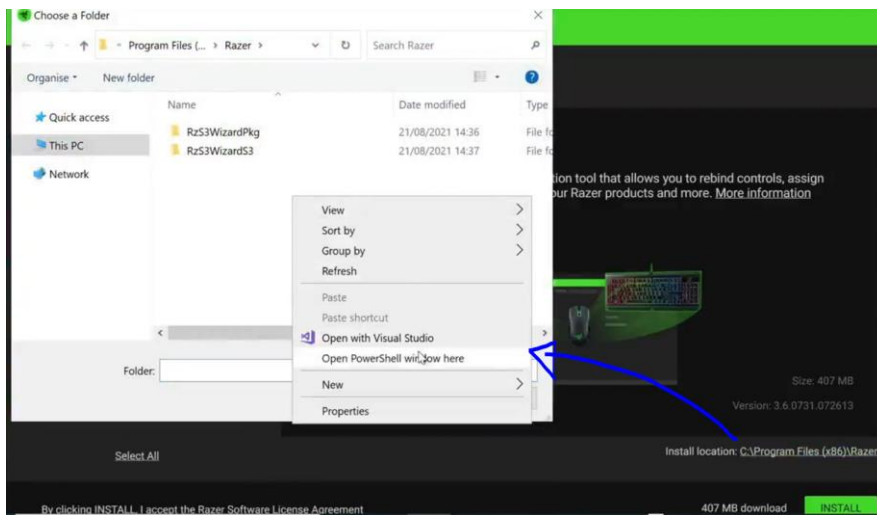 Choose a Folder
Program Files (... > Razer >
Search Razer
Organise
New folder
Name
Date modified
Type
Quick access
This PC
Network
RzS3WizardPkg
21/08/2021 14:36
File fo
RzS3WizardS3
21/08/2021 14:37
File fo
tion tool that allows you to rebind controls, assign
our Razer products and more. More information
View
Sort by
Group by
Refresh
Paste
Paste shortcut
Open with Visual Studio
Open PowerShell window here
New
Properties
Folder:
Size: 407 MB
Version: 3.6.0731.072613
Select All
Install location: C:\Program Files (x86)\Razer
By clicking INSTALL, I accept the Razer Software License Agreement
407 MB download
INSTALL